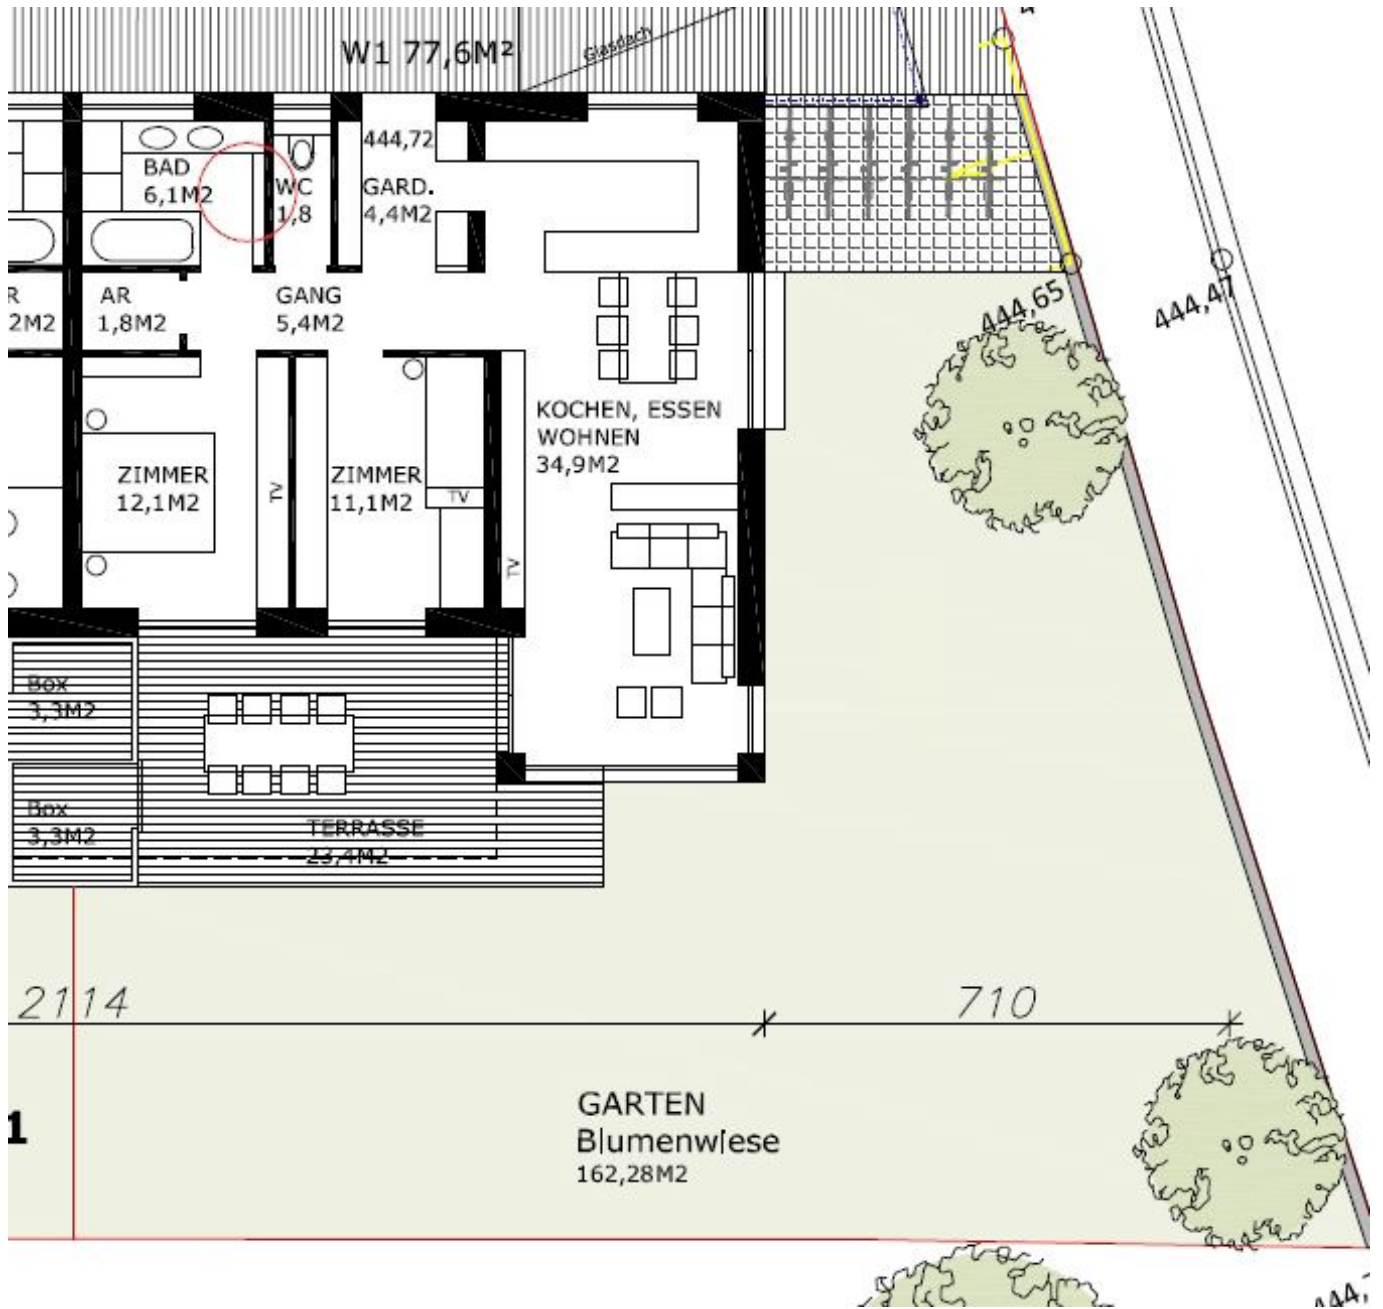 W1 77,6M²
Glasdach
444,72
BAD
6,1M2
WC
1,8
GARD.
4,4M2
R
2M2
AR
1,8M2
GANG
5,4M2
444,65
444,47
KOCHEN, ESSEN
WOHNEN
34,9M2
ZIMMER
12,1M2
TV
ZIMMER
11,1M2
TV
TV
Box
3,3M2
Box
3,3M2
TERRASSE
23,4M2
2114
710
1
GARTEN
Blumenwiese
162,28M2
444,